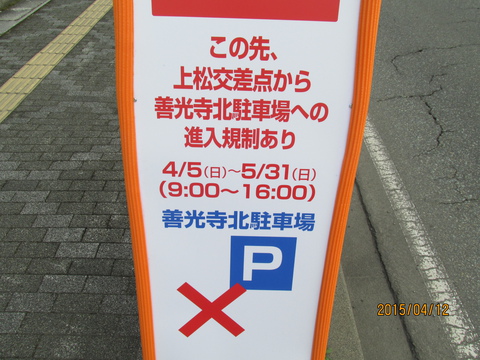 この先、
上松交差点から
善光寺北駐車場への
進入規制あり
4/5(日)～5/31(日)
(9:00～16:00)
善光寺北駐車場
P
2015/04/12